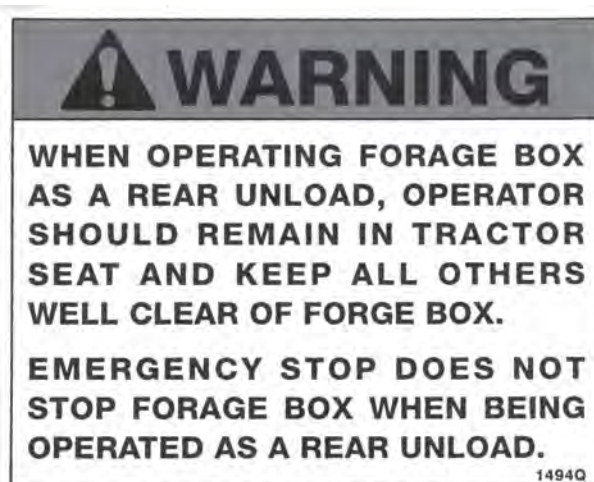 WARNING
WHEN OPERATING FORAGE BOX
AS A REAR UNLOAD, OPERATOR
SHOULD REMAIN IN TRACTOR
SEAT AND KEEP ALL OTHERS
WELL CLEAR OF FORGE BOX.
EMERGENCY STOP DOES NOT
STOP FORAGE BOX WHEN BEING
OPERATED AS A REAR UNLOAD.
1494Q